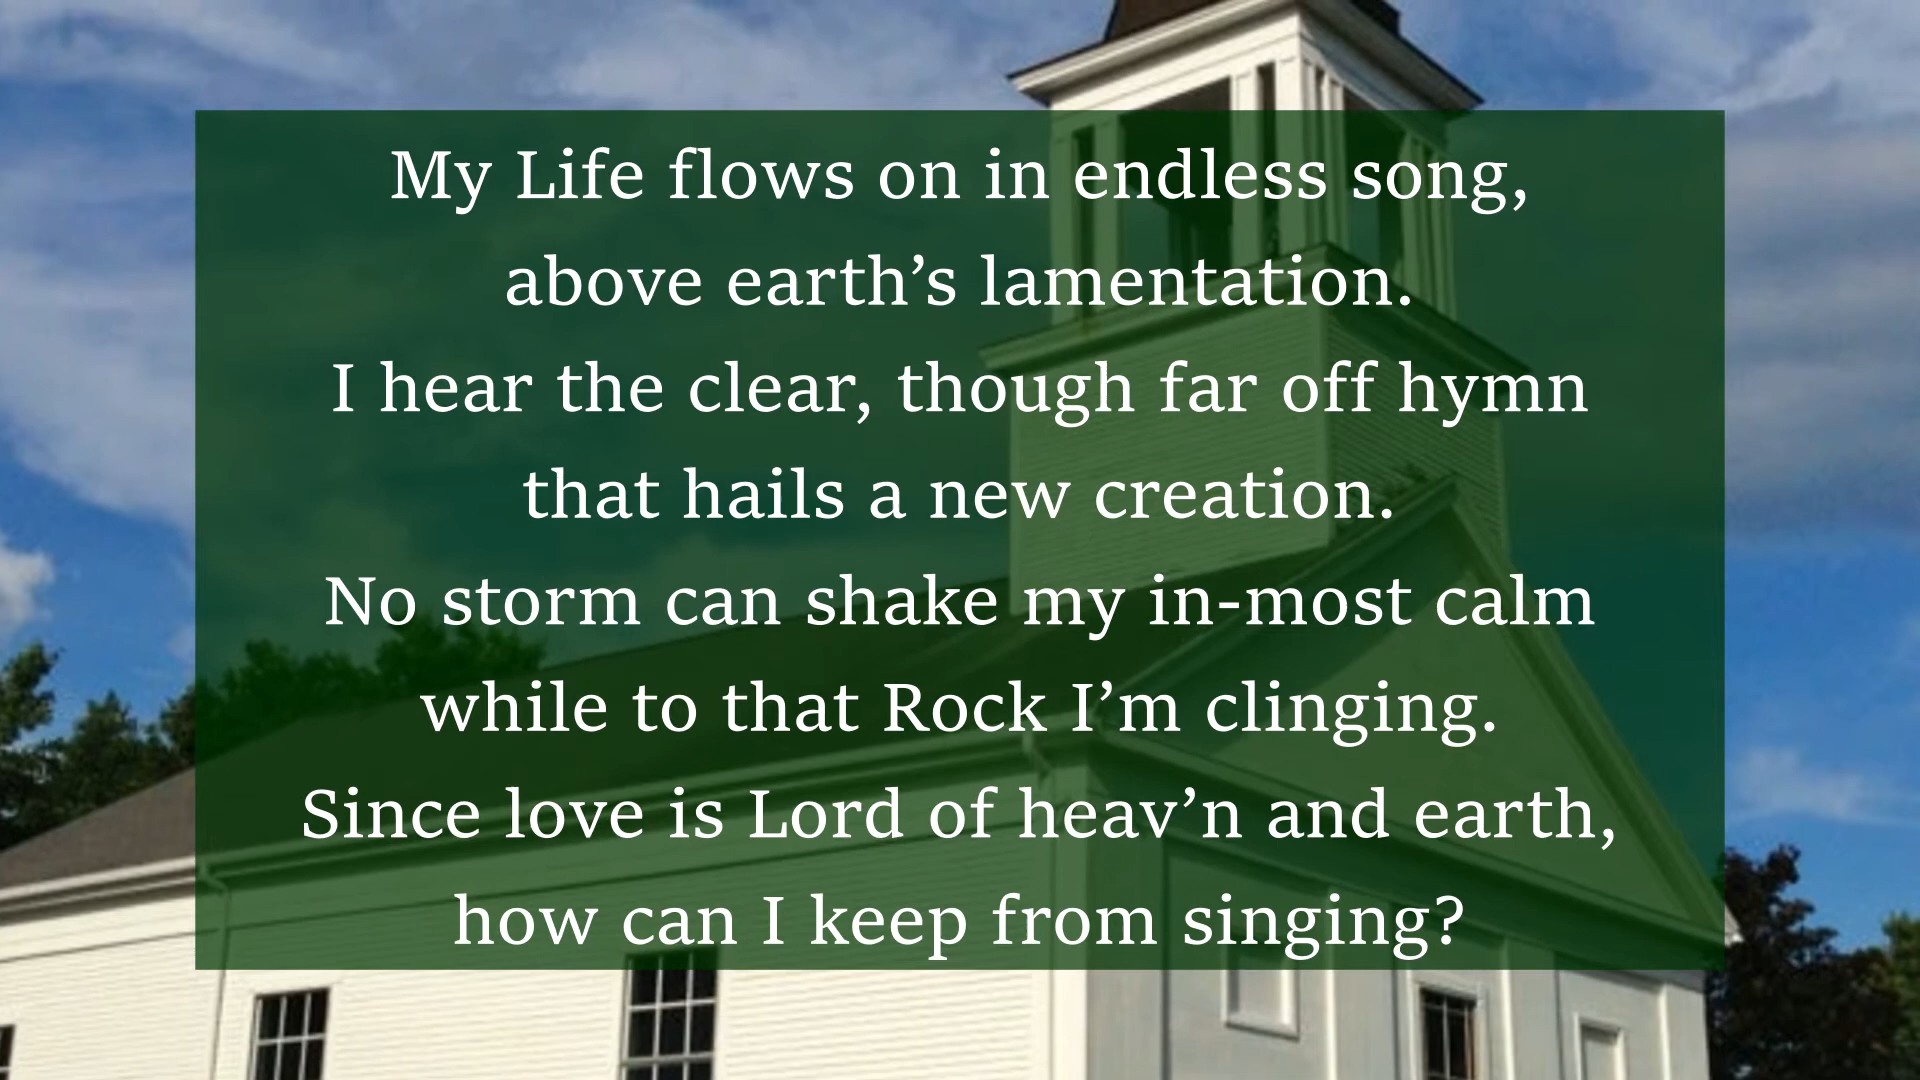 My Life flows on in endless song,
above earth’s lamentation.
I hear the clear, though far off hymn
that hails a new creation.
No storm can shake my in-most calm
while to that Rock I’m clinging.
Since love is Lord of heav’n and earth,
how can I keep from singing?